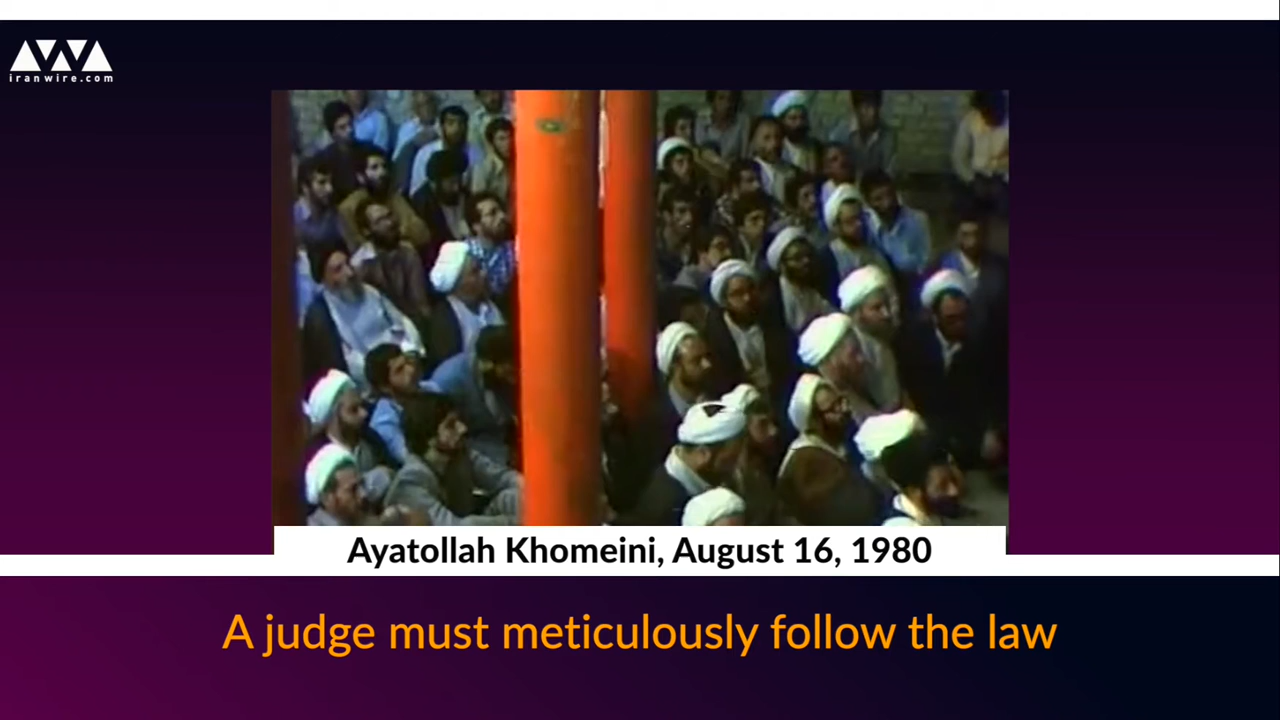 iranwire.com
Ayatollah Khomeini, August 16, 1980
A judge must meticulously follow the law